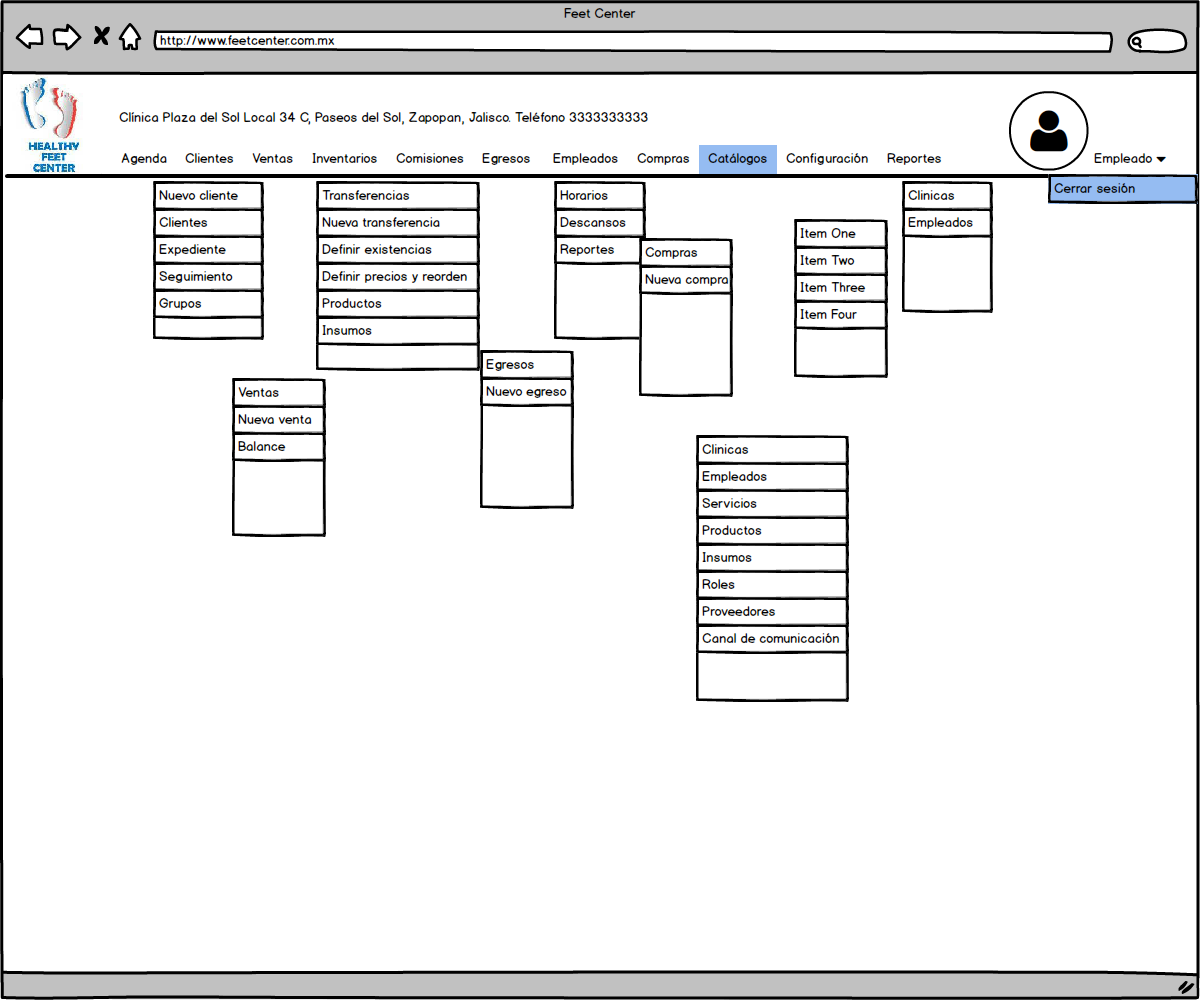 Feet Center
http://www.feetcenter.com.mx
HEALTHY
FEET
CENTER
Clínica Plaza del Sol Local 34 C, Paseos del Sol, Zapopan, Jalisco. Teléfono 3333333333
Agenda Clientes Ventas Inventarios Comisiones Egresos Empleados Compras Catálogos Configuración Reportes
Empleado
Cerrar sesión
Nuevo cliente
Clientes
Expediente
Seguimiento
Grupos
Transferencias
Nueva transferencia
Definir existencias
Definir precios y reorden
Productos
Insumos
Horarios
Descansos
Reportes
Compras
Nueva compra
Item One
Item Two
Item Three
Item Four
Clinicas
Empleados
Ventas
Nueva venta
Balance
Egresos
Nuevo egreso
Clinicas
Empleados
Servicios
Productos
Insumos
Roles
Proveedores
Canal de comunicación